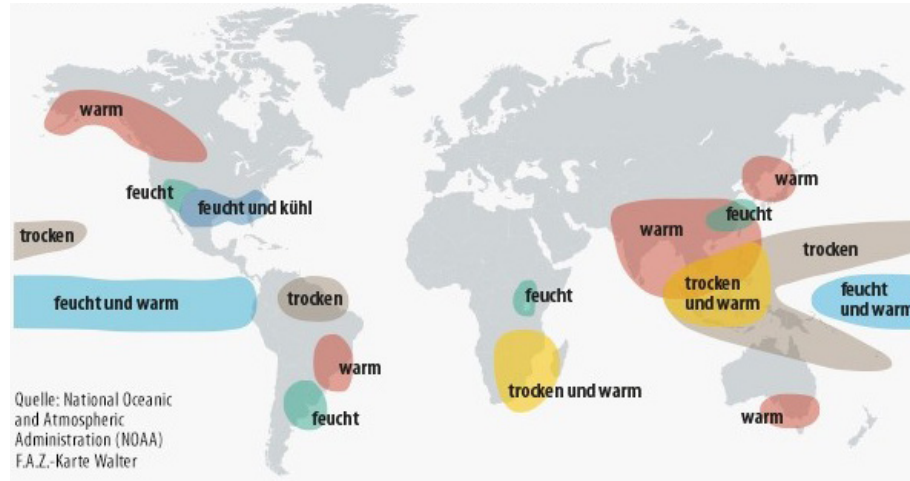 warm
feucht
feucht und kühl
trocken
feucht und warm
trocken
warm
feucht
feucht
trocken und warm
warm
warm
feucht
trocken
trocken
und warm
feucht
und warm
warm
Quelle: National Oceanic
and Atmospheric
Administration (NOAA)
F.A.Z.-Karte Walter